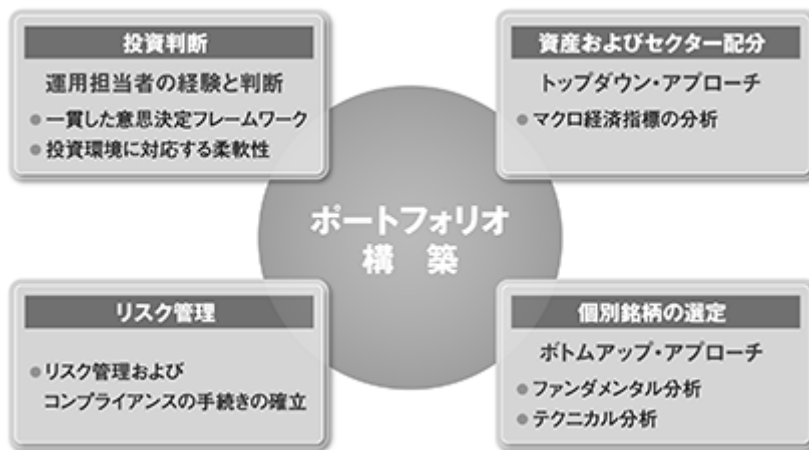 投資判断
運用担当者の経験と判断
●一貫した意思決定フレームワーク
●投資環境に対応する柔軟性
資産およびセクター配分
トップダウン・アプローチ
●マクロ経済指標の分析
ポートフォリオ
構 築
リスク管理
●リスク管理および
コンプライアンスの手続きの確立
個別銘柄の選定
ボトムアップ・アプローチ
●ファンダメンタル分析
●テクニカル分析